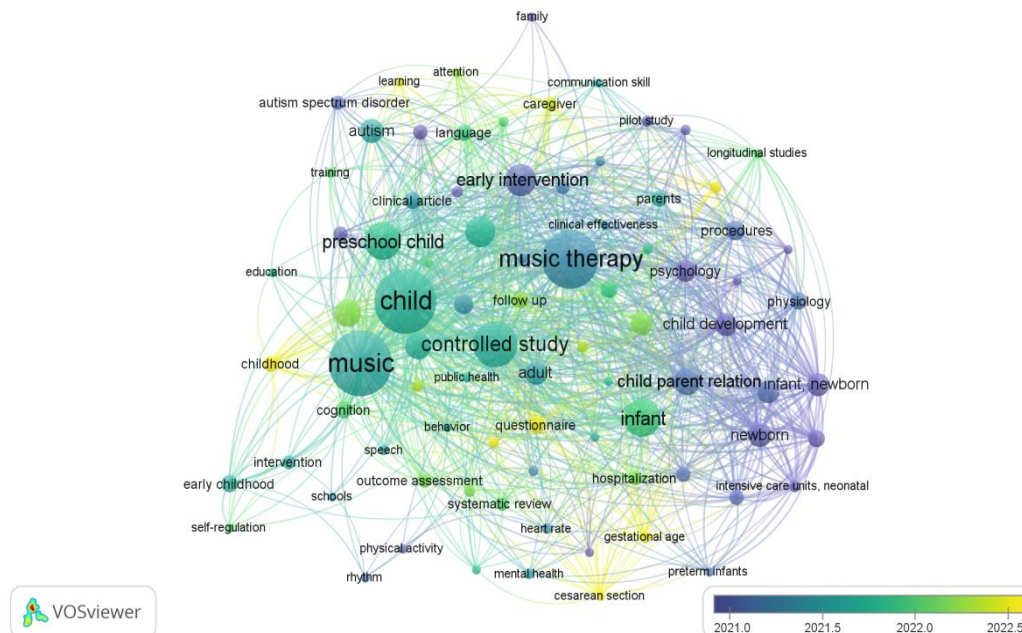 family
attention
learning
communication skill
autism spectrum disorder
caregiver
autism
language
pilot study
longitudinal studies
training
early intervention
clinical article
parents
clinical effectiveness
procedures
preschool child
music therapy
psychology
education
child
follow up
physiology
child development
controlled study
music
childhood
public health
adult
child parent relation
infant, newborn
cognition
behavior
questionnaire
infant
newborn
speech
intervention
early childhood
outcome assessment
hospitalization
intensive care units, neonatal
schools
systematic review
self-regulation
heart rate
gestational age
physical activity
rhythm
mental health
preterm infants
cesarean section
VOSviewer
2021.0 2021.5 2022.0 2022.5